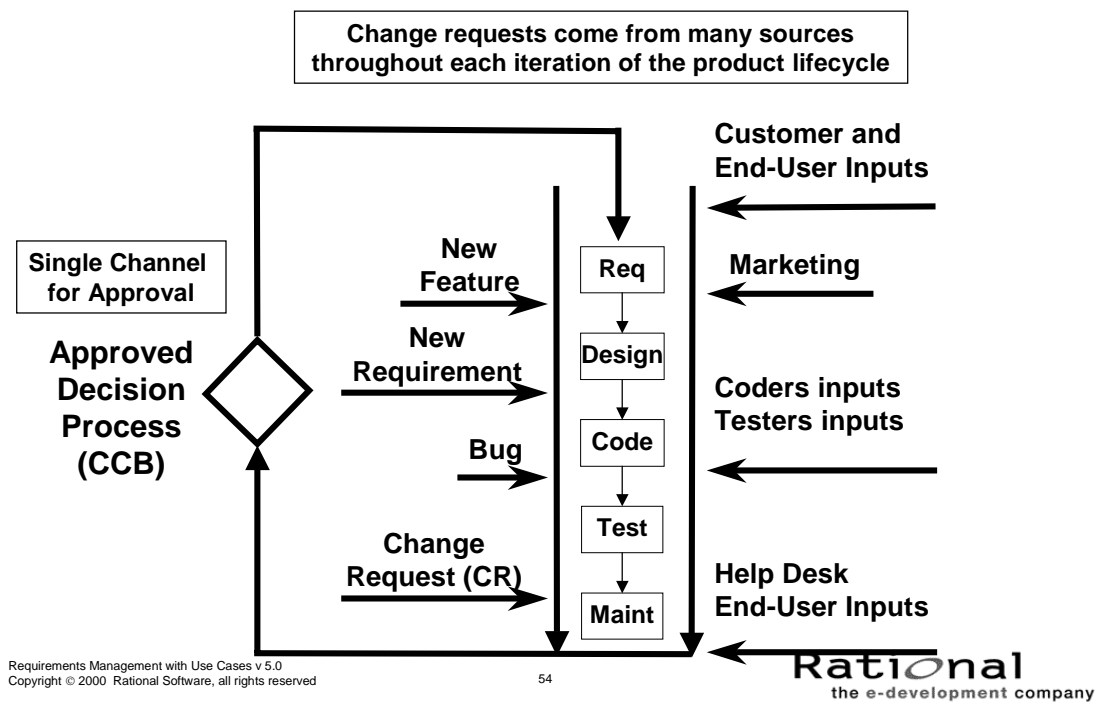 Change requests come from many sources
throughout each iteration of the product lifecycle
Customer and
End-User Inputs
Single Channel
for Approval
New
Feature
Req
Marketing
Approved
Decision
Process
(CCB)
New
Requirement
Design
Coders inputs
Testers inputs
Bug
Code
Test
Change
Request (CR)
Maint
Help Desk
End-User Inputs
Requirements Management with Use Cases v 5.0
Copyright © 2000 Rational Software, all rights reserved
54
Rational
the e-development company